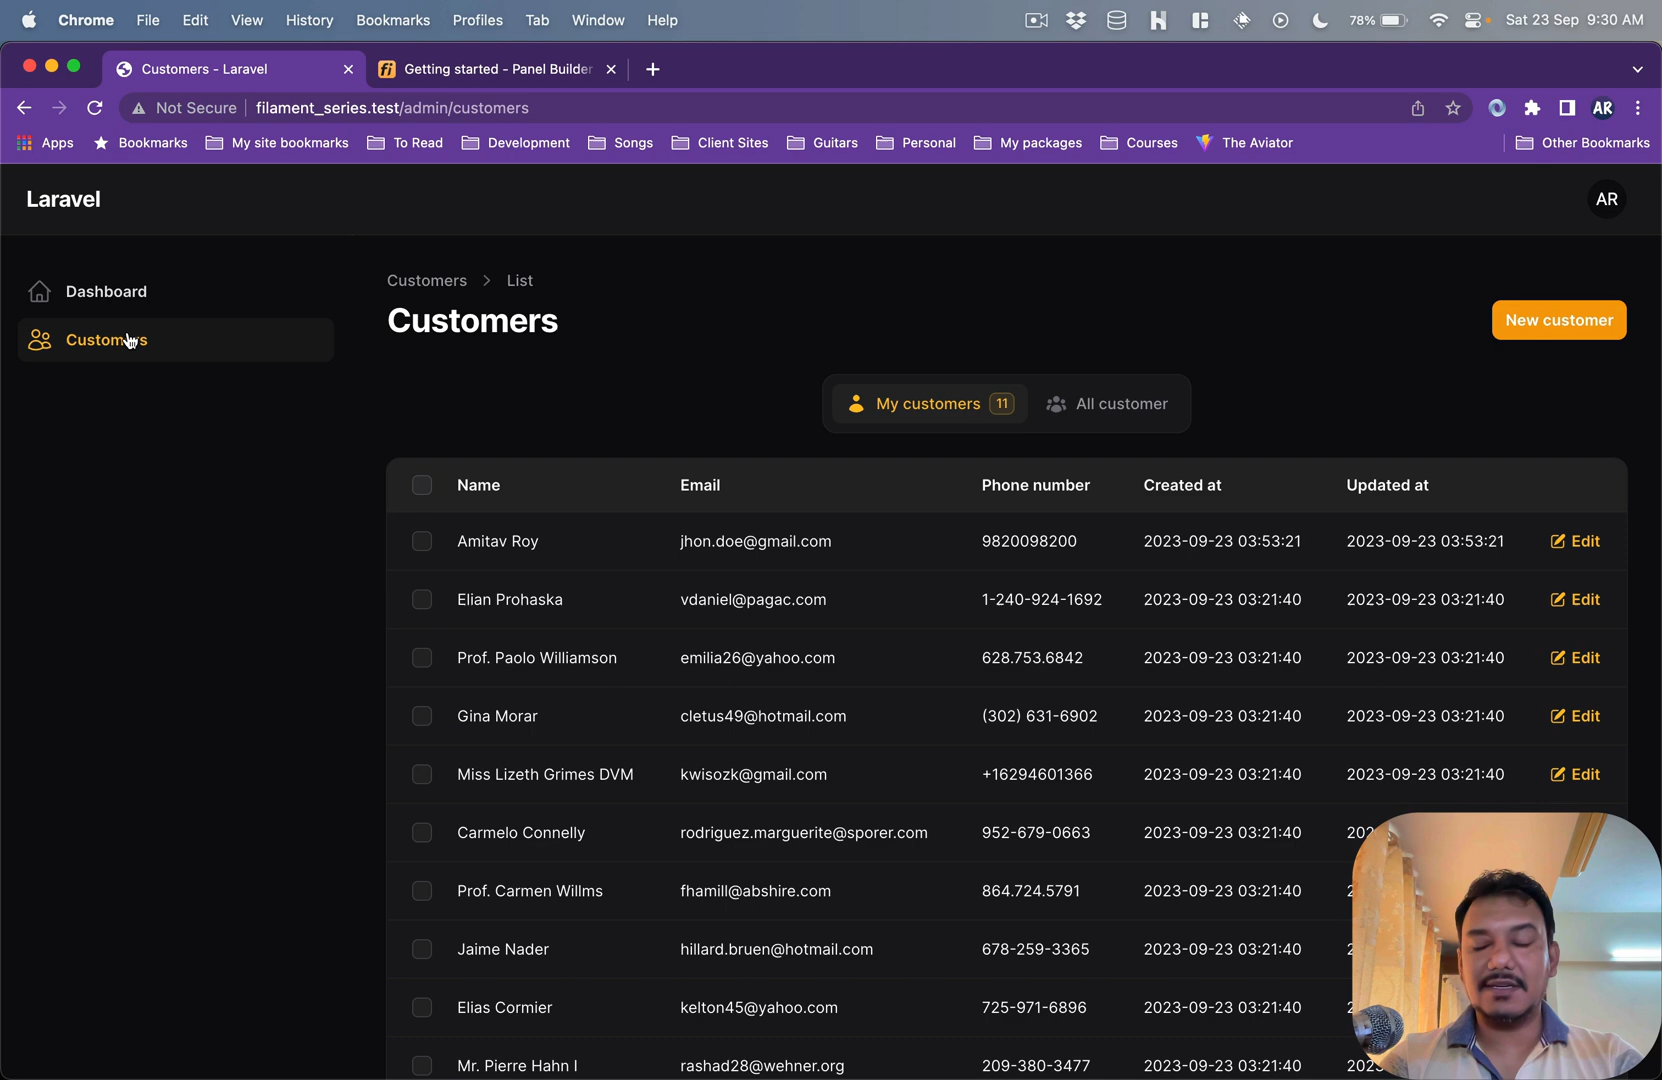 Chrome File Edit View History Bookmarks Profiles Tab Window Help 78% Sat 23 Sep 9:30 AM
Customers - Laravel Getting started - Panel Builder
Not Secure filament_series.test/admin/customers AR
Apps Bookmarks My site bookmarks To Read Development Songs Client Sites Guitars Personal My packages Courses The Aviator Other Bookmarks
Laravel AR
Customers > List
Dashboard
Customers
New customer
Customers
My customers 11 All customer
Name Email Phone number Created at Updated at
Amitav Roy jhon.doe@gmail.com 9820098200 2023-09-23 03:53:21 2023-09-23 03:53:21 Edit
Elian Prohaska vdaniel@pagac.com 1-240-924-1692 2023-09-23 03:21:40 2023-09-23 03:21:40 Edit
Prof. Paolo Williamson emilia26@yahoo.com 628.753.6842 2023-09-23 03:21:40 2023-09-23 03:21:40 Edit
Gina Morar cletus49@hotmail.com (302) 631-6902 2023-09-23 03:21:40 2023-09-23 03:21:40 Edit
Miss Lizeth Grimes DVM kwisozk@gmail.com +16294601366 2023-09-23 03:21:40 2023-09-23 03:21:40 Edit
Carmelo Connelly rodriguez.marguerite@sporer.com 952-679-0663 2023-09-23 03:21:40
Prof. Carmen Willms fhamill@abshire.com 864.724.5791 2023-09-23 03:21:40
Jaime Nader hillard.bruen@hotmail.com 678-259-3365 2023-09-23 03:21:40
Elias Cormier kelton45@yahoo.com 725-971-6896 2023-09-23 03:21:40
Mr. Pierre Hahn I rashad28@wehner.org 209-380-3477 2023-09-23 03:21:40